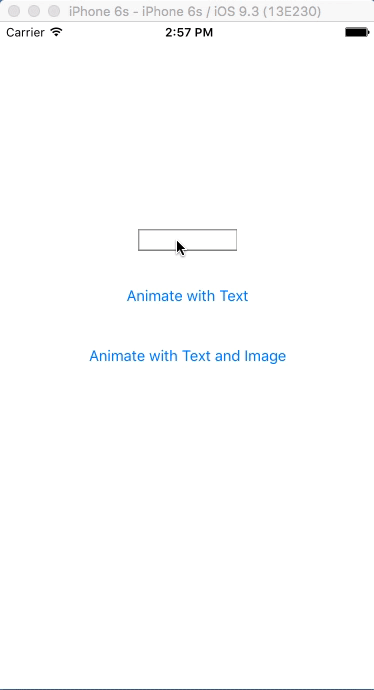 iPhone 6s - iPhone 6s / iOS 9.3 (13E230)
Carrier 2:57 PM
Animate with Text
Animate with Text and Image